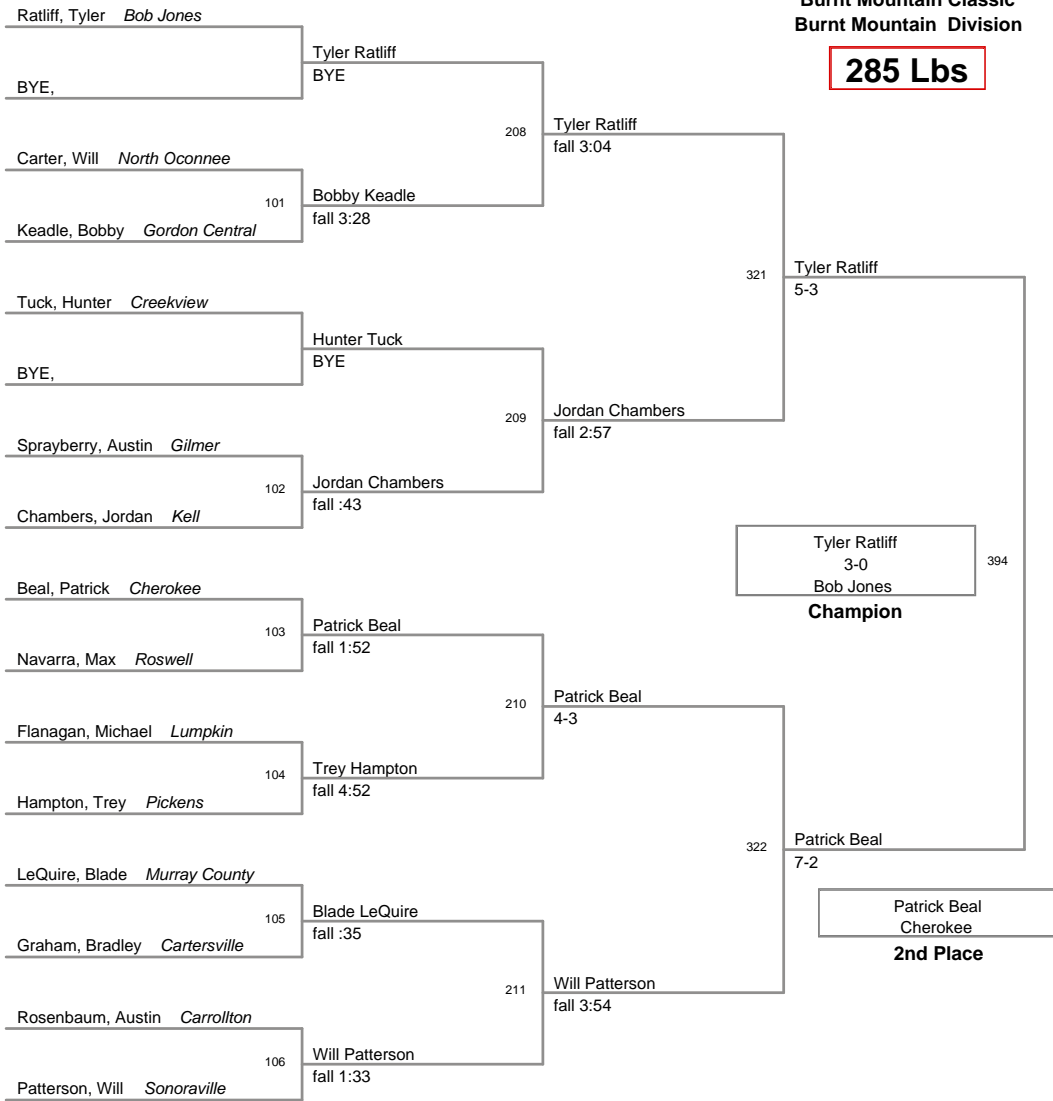 Burnt Mountain Classic
Burnt Mountain Division
285 Lbs
Ratliff, Tyler Bob Jones
BYE,
Carter, Will North Oconnee
101
Keadle, Bobby Gordon Central
Tuck, Hunter Creekview
BYE,
Sprayberry, Austin Gilmer
102
Chambers, Jordan Kell
Beal, Patrick Cherokee
103
Navarra, Max Roswell
Flanagan, Michael Lumpkin
104
Hampton, Trey Pickens
LeQuire, Blade Murray County
105
Graham, Bradley Cartersville
Rosenbaum, Austin Carrollton
106
Patterson, Will Sonoraville
Tyler Ratliff
BYE
208
Bobby Keadle
fall 3:28
Hunter Tuck
BYE
209
Jordan Chambers
fall :43
Patrick Beal
fall 1:52
210
Trey Hampton
fall 4:52
Blade LeQuire
fall :35
211
Will Patterson
fall 1:33
Tyler Ratliff
fall 3:04
321
Jordan Chambers
fall 2:57
Patrick Beal
4-3
322
Will Patterson
fall 3:54
Tyler Ratliff
5-3
394
Patrick Beal
7-2
Tyler Ratliff
3-0
Bob Jones
Champion
Patrick Beal
Cherokee
2nd Place